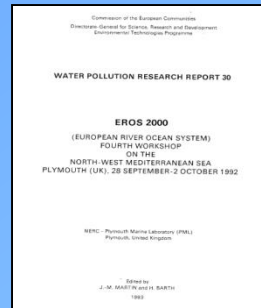 Commission of the European Communities
Directorate-General for Science, Research and Development
Environmental Technologies Programme
WATER POLLUTION RESEARCH REPORT 30
EROS 2000
(EUROPEAN RIVER OCEAN SYSTEM)
FOURTH WORKSHOP
ON THE
NORTH-WEST MEDITERRANEAN SEA
PLYMOUTH (UK), 28 SEPTEMBER-2 OCTOBER 1992
NERC - Plymouth Marine Laboratory (PML)
Plymouth, United Kingdom
Edited by
J.-M. MARTIN and H. BARTH
1993